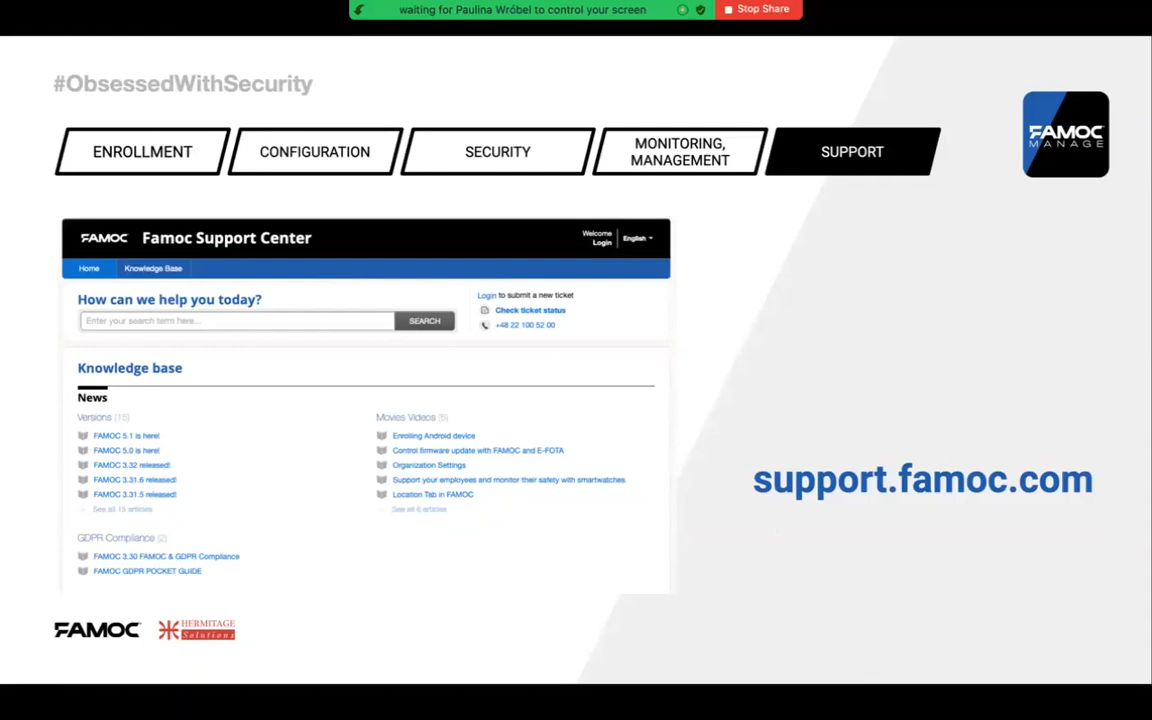 waiting for Paulina Wróbel to control your screen
Stop Share
#ObsessedWithSecurity
ENROLLMENT
CONFIGURATION
SECURITY
MONITORING,
MANAGEMENT
SUPPORT
FAMOC
MANAGE
FAMOC
Famoc Support Center
Welcome
Login
English
Home
Knowledge Base
How can we help you today?
Enter your search term here...
SEARCH
Login to submit a new ticket
Check ticket status
+48 22 100 52 00
Knowledge base
News
Versions (15)
FAMOC 5.1 is here!
FAMOC 5.0 is here!
FAMOC 3.32 released!
FAMOC 3.31.6 released!
FAMOC 3.31.5 released!
See all 15 articles
Movies Videos (6)
Enrolling Android device
Control firmware update with FAMOC and E-FOTA
Organization Settings
Support your employees and monitor their safety with smartwatches
Location Tab in FAMOC
See all 6 articles
GDPR Compliance (2)
FAMOC 3.30 FAMOC & GDPR Compliance
FAMOC GDPR POCKET GUIDE
support.famoc.com
FAMOC
HERMITAGE
Solutions